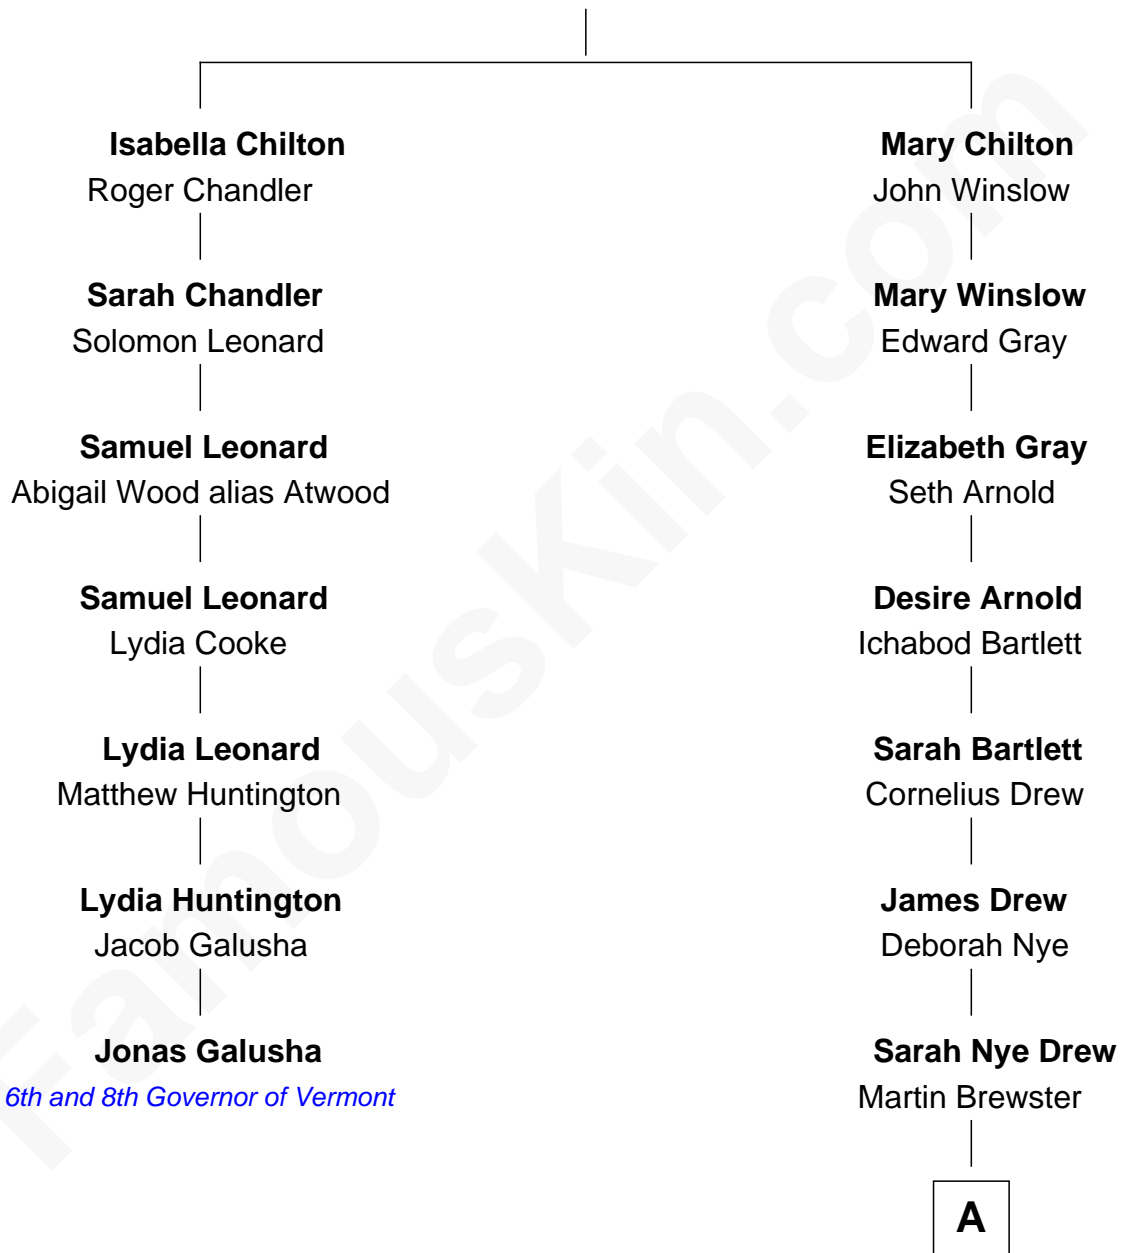 Isabella Chilton
Roger Chandler
Sarah Chandler
Solomon Leonard
Samuel Leonard
Abigail Wood alias Atwood
Samuel Leonard
Lydia Cooke
Lydia Leonard
Matthew Huntington
Lydia Huntington
Jacob Galusha
Jonas Galusha
6th and 8th Governor of Vermont
Mary Chilton
John Winslow
Mary Winslow
Edward Gray
Elizabeth Gray
Seth Arnold
Desire Arnold
Ichabod Bartlett
Sarah Bartlett
Cornelius Drew
James Drew
Deborah Nye
Sarah Nye Drew
Martin Brewster
A
FamousKin.com